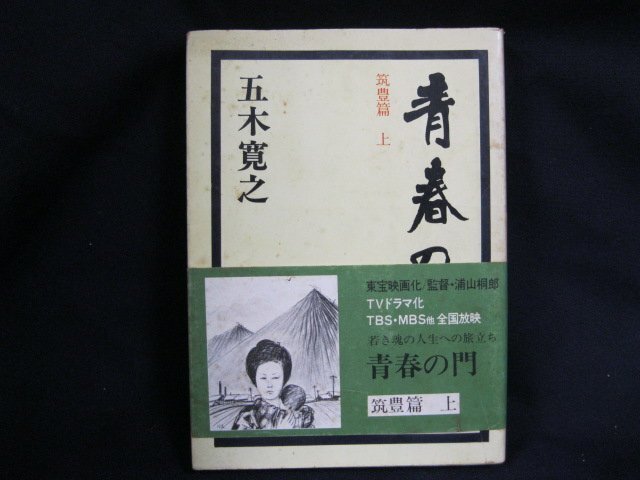 青春の
筑豊篇 上
五木寛之
東宝映画化/監督・浦山桐郎
TVドラマ化
TBS・MBS他 全国放映
若き魂の人生への旅立ち
青春の門
筑豊篇 上